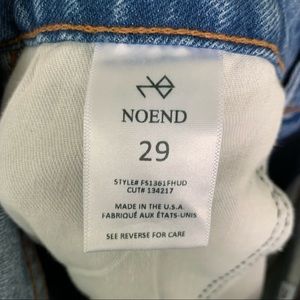 NOEND
29
STYLE# FS1361FHUD
CUT# 134217
MADE IN THE U.S.A
FABRIQUÉ AUX ÉTATS-UNIS
SEE REVERSE FOR CARE